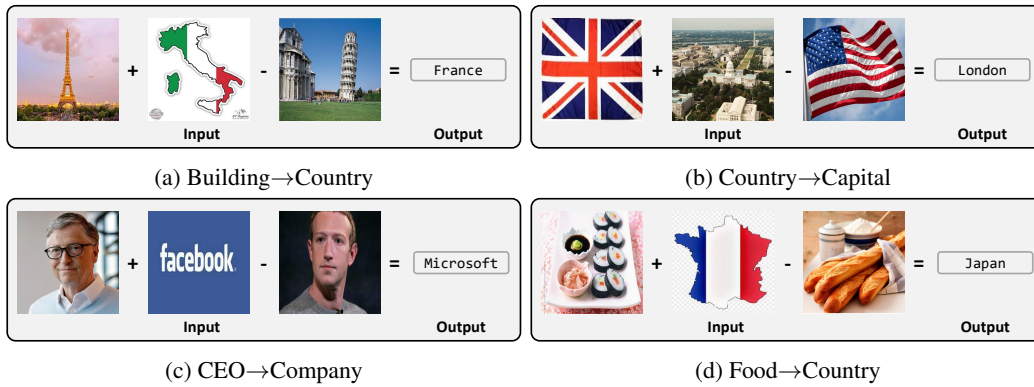 + - = France
Input Output
(a) Building→Country
+ - = London
Input Output
(b) Country→Capital
+ facebook - = Microsoft
Input Output
(c) CEO→Company
+ - = Japan
Input Output
(d) Food→Country